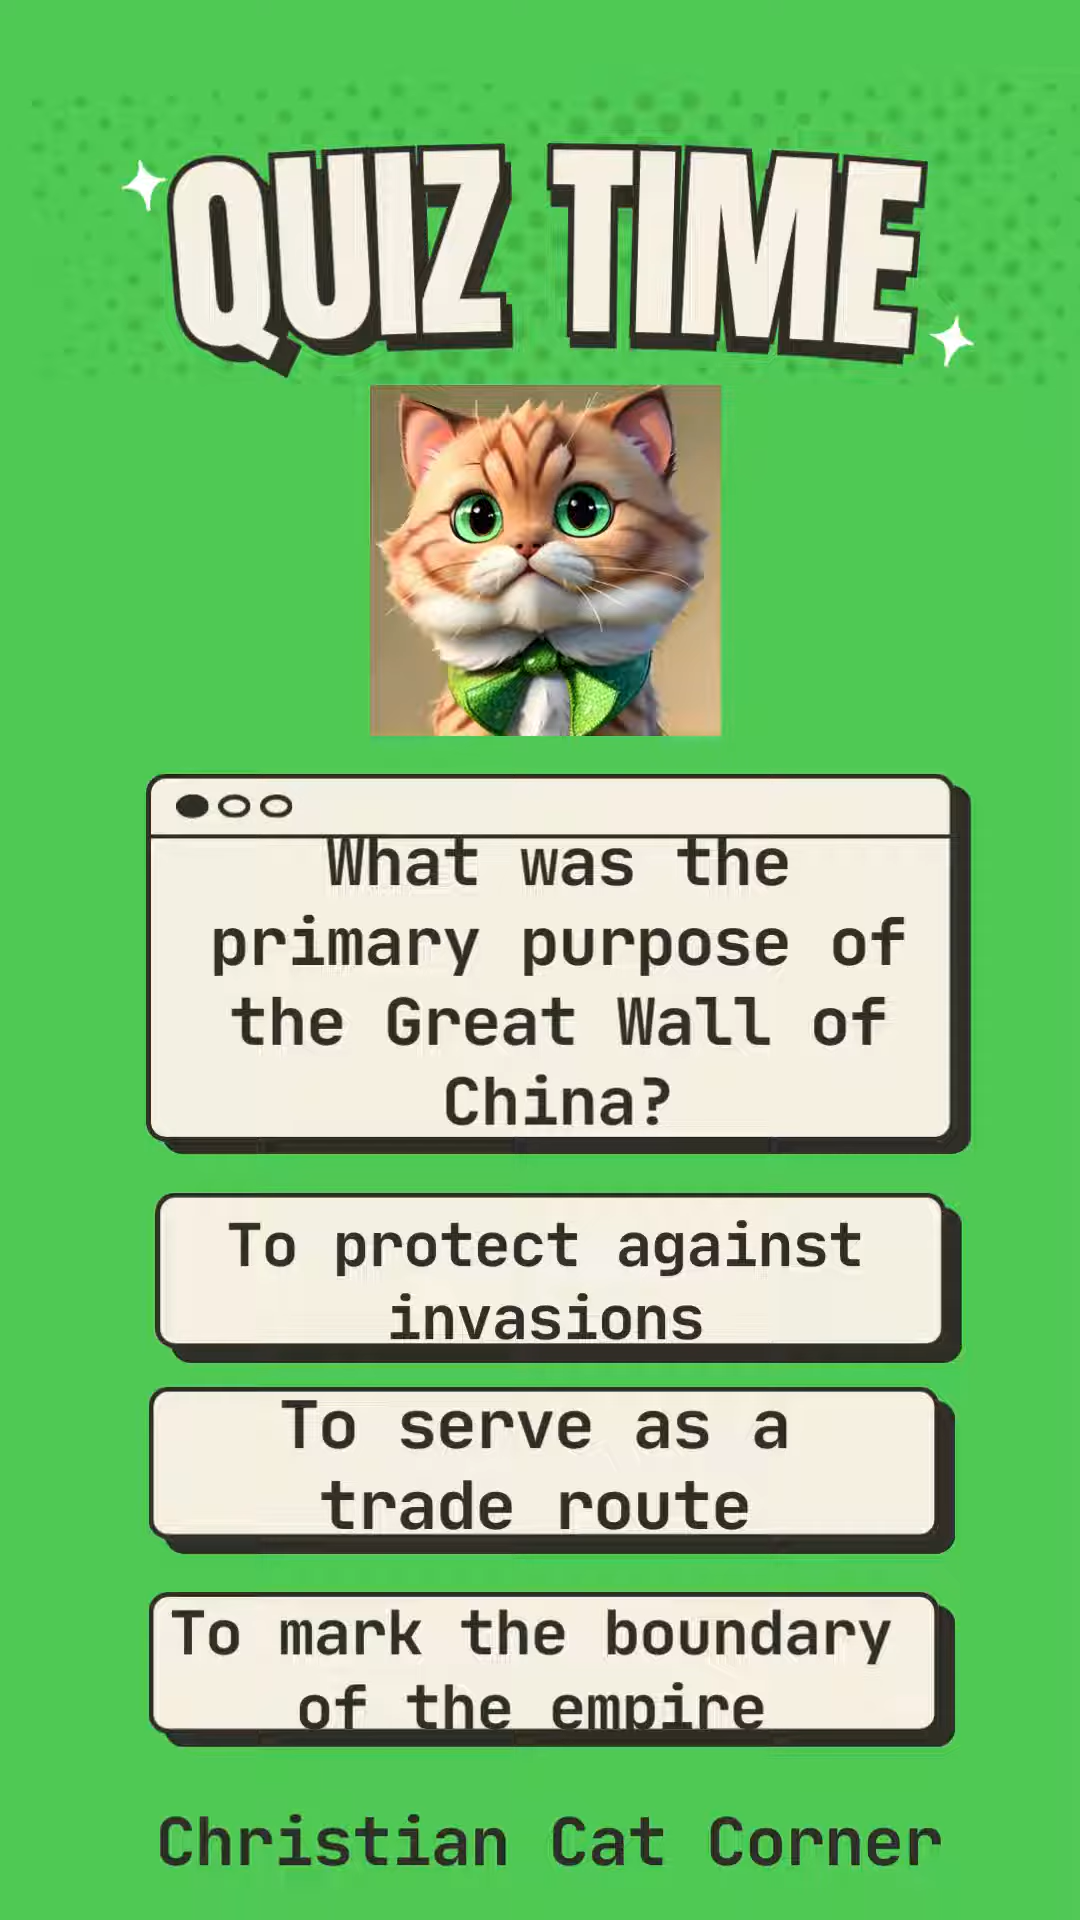 QUIZ TIME
What was the
primary purpose of
the Great Wall of
China?
To protect against
invasions
To serve as a
trade route
To mark the boundary
of the empire
Christian Cat Corner